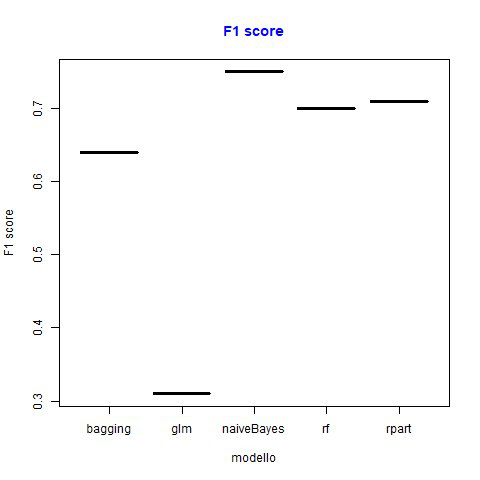 F1 score
F1 score
0.7
0.6
0.5
0.4
0.3
bagging glm naiveBayes rf rpart
modello